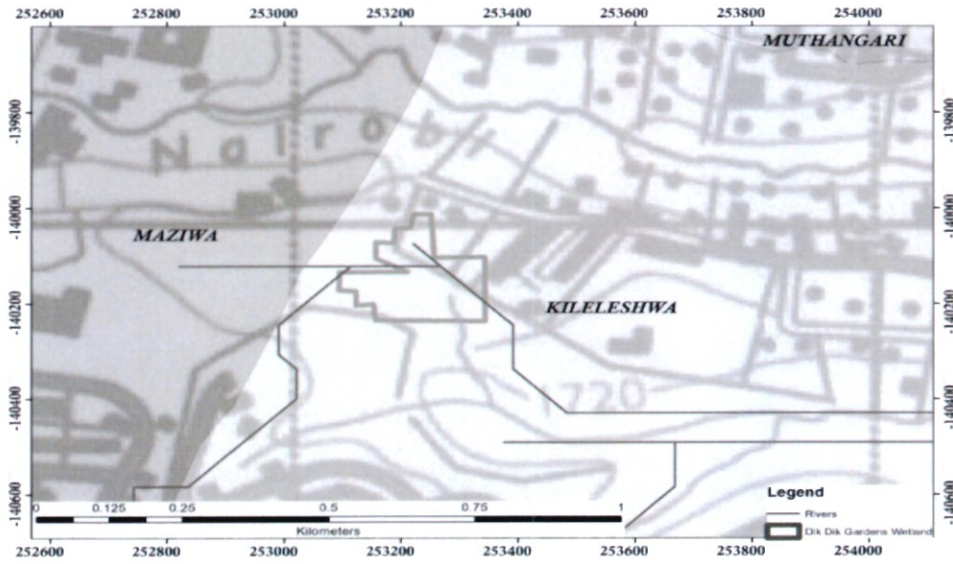 252600 252800 253000 253200 253400 253600 253800 254000
MUTHANGARI
-139800 -139800
Nairobi
-140000 -140000
MAZIWA
-140200 -140200
KILELESHWA
-140400 1720 -140400
-140600 -140600
Legend
Rivers
Dik Dik Gardens Wetland
0 0.125 0.25 0.5 0.75 1
Kilometers
252600 252800 253000 253200 253400 253600 253800 254000